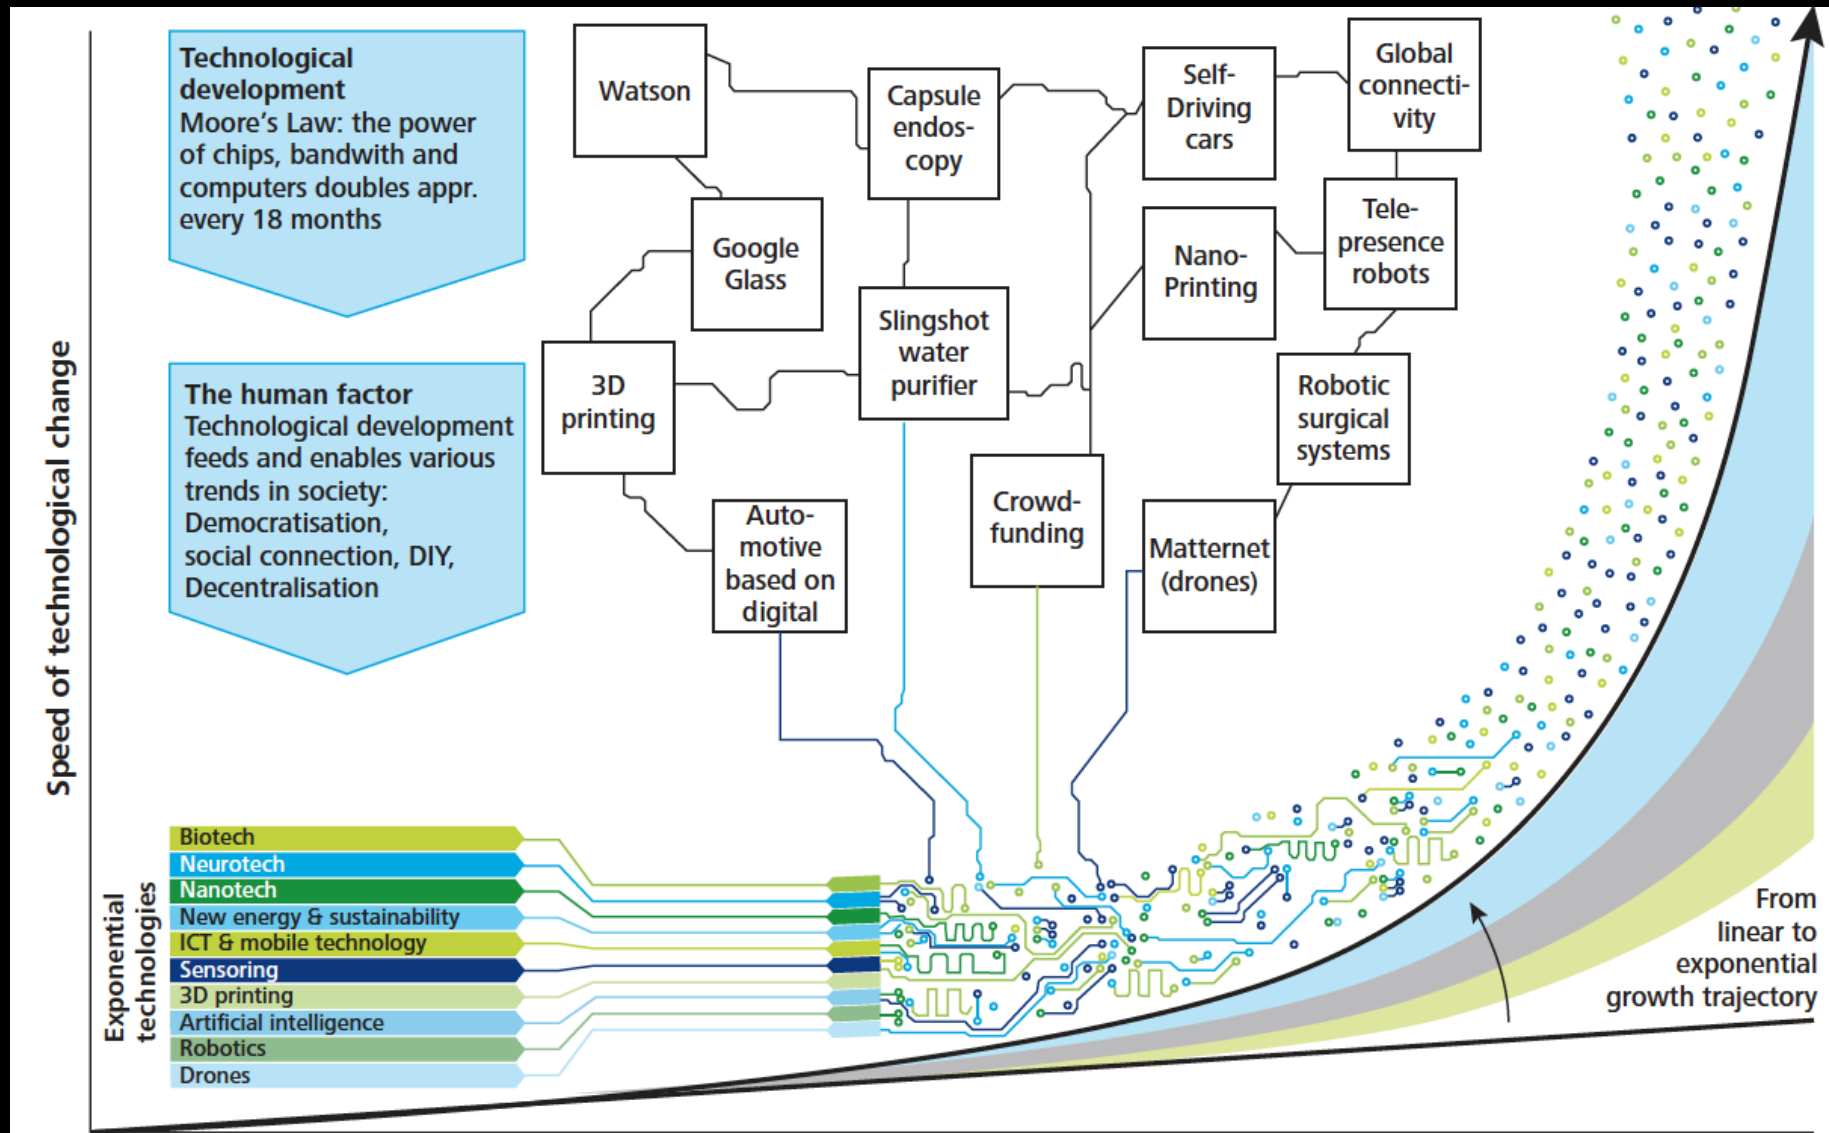 Technological
development
Moore's Law: the power
of chips, bandwith and
computers doubles appr.
every 18 months
The human factor
Technological development
feeds and enables various
trends in society:
Democratisation,
social connection, DIY,
Decentralisation
Speed of technological change
Watson
Capsule
endos-
copy
Self-
Driving
cars
Global
connecti-
vity
Google
Glass
Nano-
Printing
Tele-
presence
robots
3D
printing
Slingshot
water
purifier
Robotic
surgical
systems
Auto-
motive
based on
digital
Crowd-
funding
Matternet
(drones)
Exponential
technologies
Biotech
Neurotech
Nanotech
New energy & sustainability
ICT & mobile technology
Sensoring
3D printing
Artificial intelligence
Robotics
Drones
From
linear to
exponential
growth trajectory